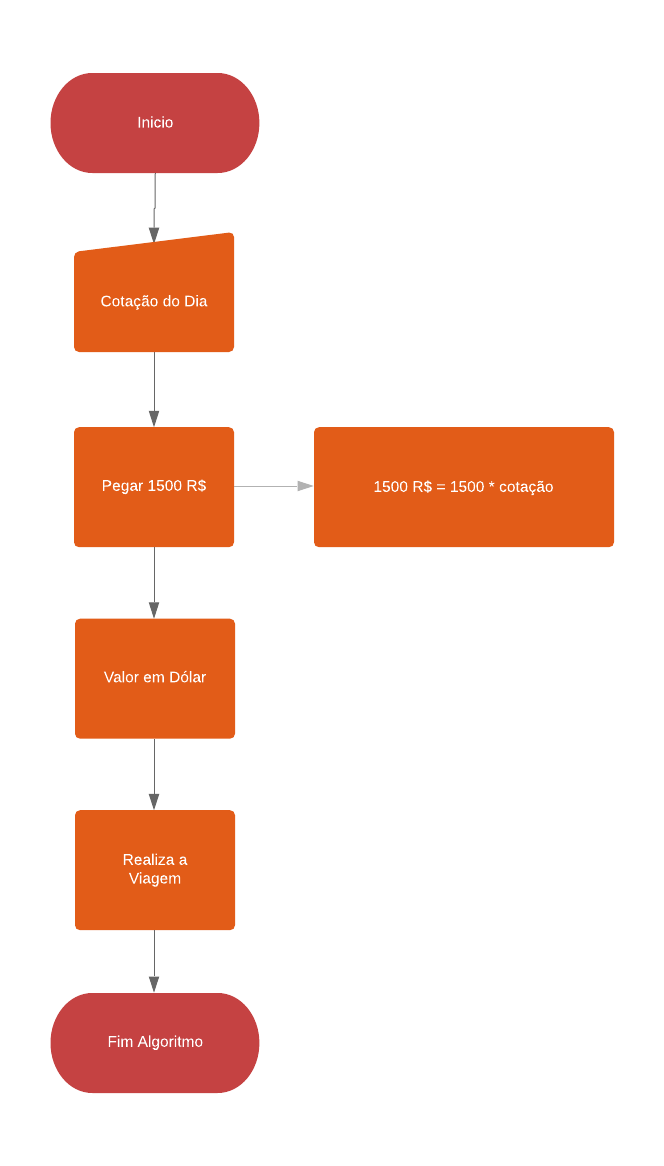 Inicio
Cotação do Dia
Pegar 1500 R$
1500 R$ = 1500 * cotação
Valor em Dólar
Realiza a
Viagem
Fim Algoritmo